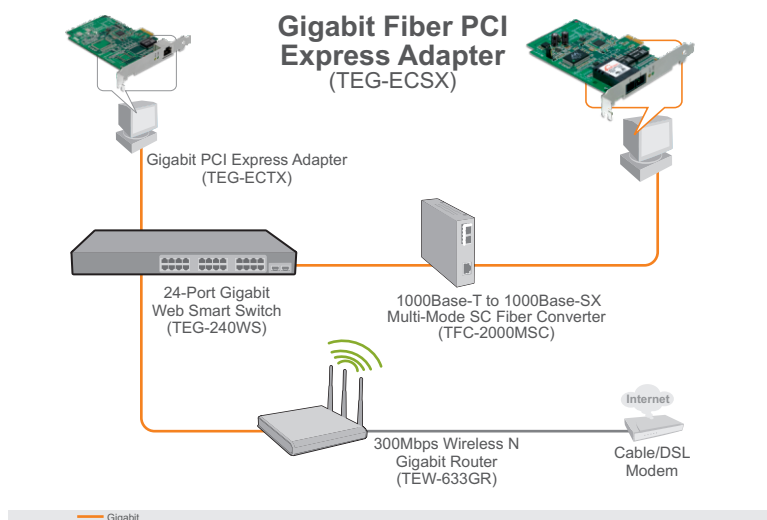 Gigabit Fiber PCI
Express Adapter
(TEG-ECSX)
Gigabit PCI Express Adapter
(TEG-ECTX)
24-Port Gigabit
Web Smart Switch
(TEG-240WS)
1000Base-T to 1000Base-SX
Multi-Mode SC Fiber Converter
(TFC-2000MSC)
Internet
300Mbps Wireless N
Gigabit Router
(TEW-633GR)
Cable/DSL
Modem
Gigabit